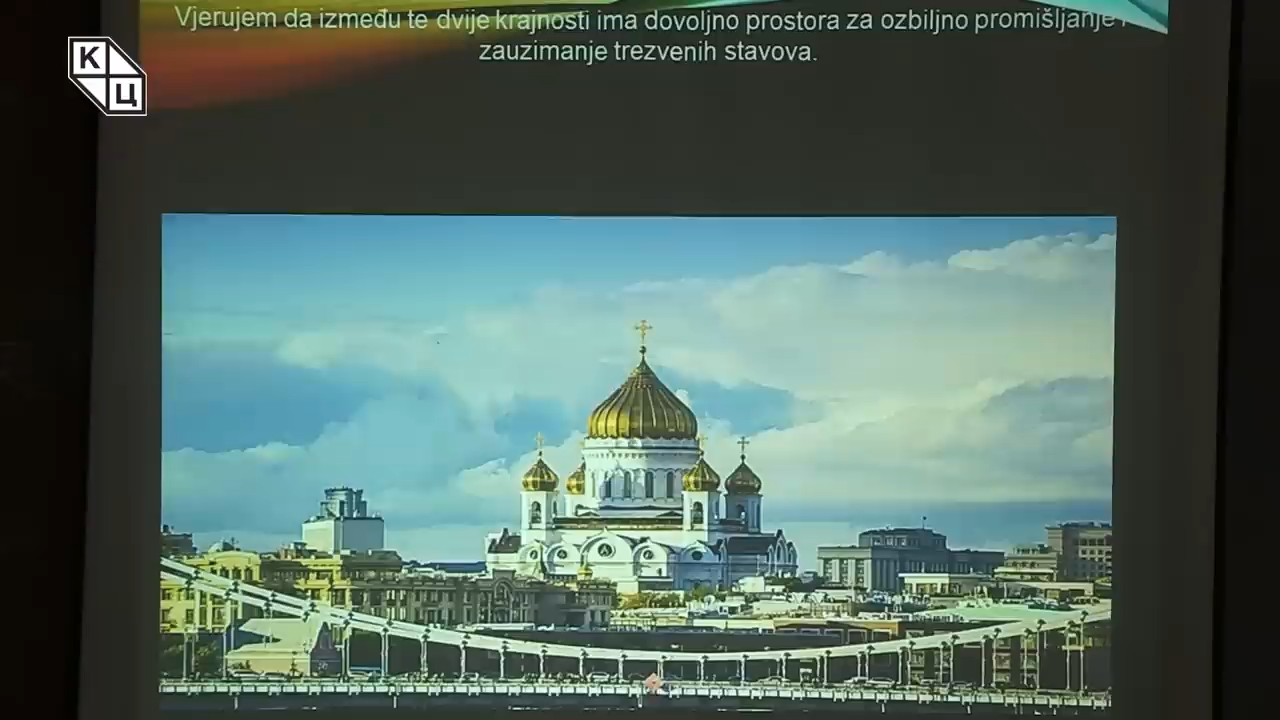 Vjerujem da između te dvije krajnosti ima dovoljno prostora za ozbiljno promišljanje i
zauzimanje trezvenih stavova.
К
Ц